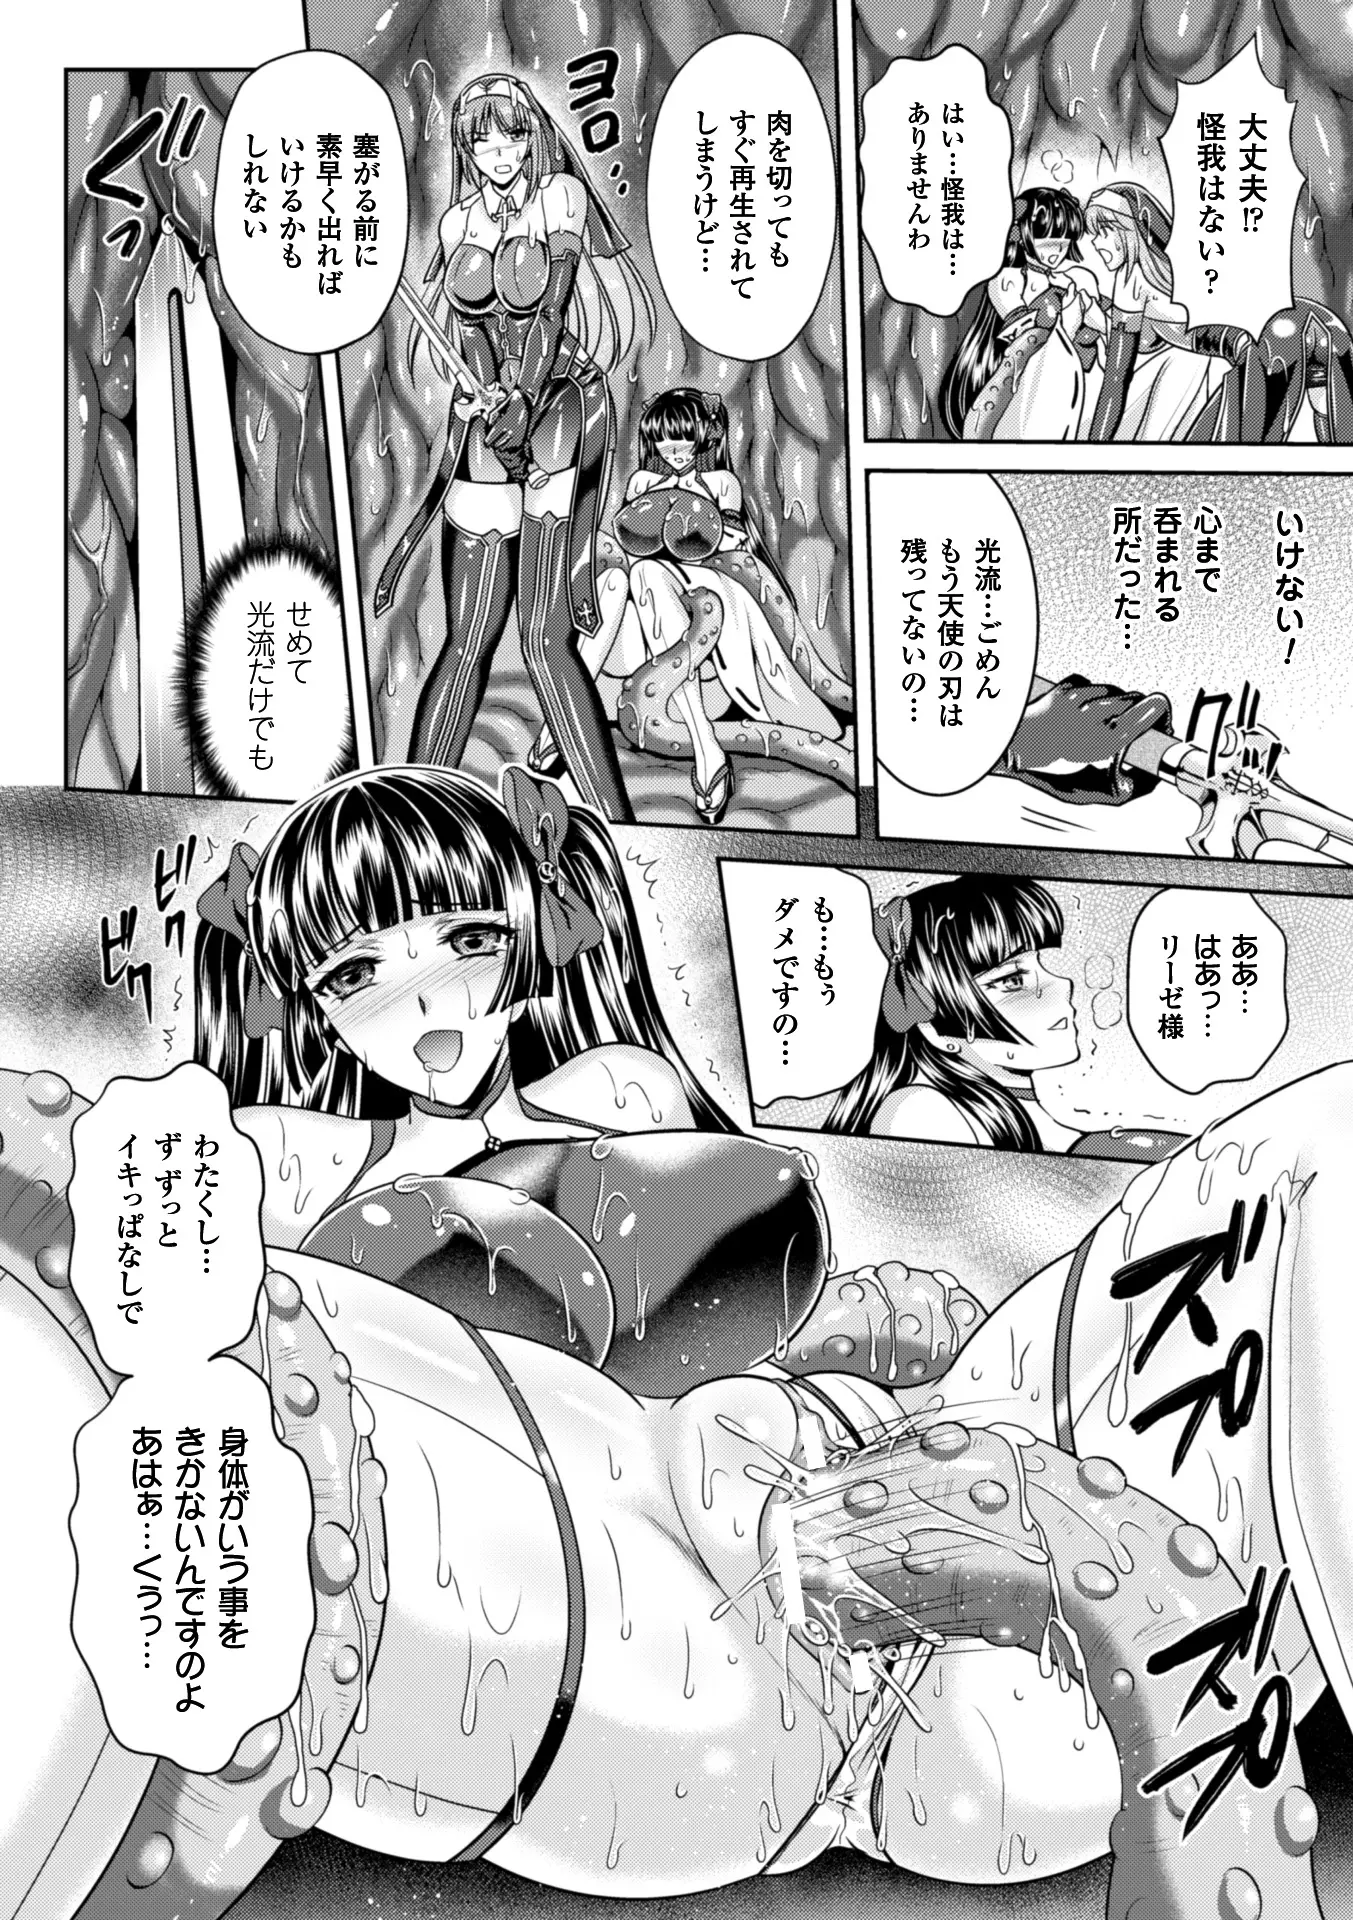 大丈夫!?
怪我はない?
はい…怪我は…
ありませんわ
肉を切っても
すぐ再生されて
しまうけど…
ヨロ
塞がる前に
素早く出れば
いけるかも
しれない
ぐく
せめて
光流だけでも
いけない!
心まで
呑まれる
所だった…
光流…ごめん
もう天使の刃は
残ってないの…
グッ
ああ…
はあっ…
リーゼ様
も…もう
ダメですの…
ビク
ビク
わたくし…
ず ずっと
イキっぱなしで
身体がいう事を
きかないんですのよ
あはぁ…くうっ…
ズプ
ズプ